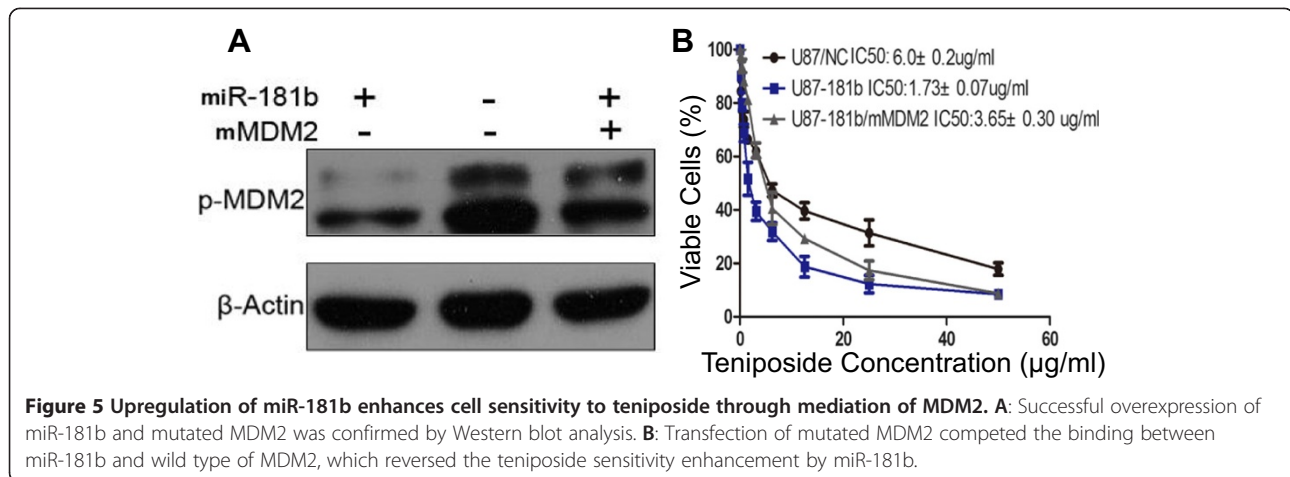 A
miR-181b + - +
mMDM2 - - +
p-MDM2
β-Actin
B
U87/NC IC50: 6.0± 0.2ug/ml
U87-181b IC50:1.73± 0.07ug/ml
U87-181b/mMDM2 IC50:3.65± 0.30 ug/ml
Viable Cells (%)
100
80
60
40
20
0
0 20 40 60
Teniposide Concentration (µg/ml)
Figure 5 Upregulation of miR-181b enhances cell sensitivity to teniposide through mediation of MDM2. A: Successful overexpression of
miR-181b and mutated MDM2 was confirmed by Western blot analysis. B: Transfection of mutated MDM2 competed the binding between
miR-181b and wild type of MDM2, which reversed the teniposide sensitivity enhancement by miR-181b.